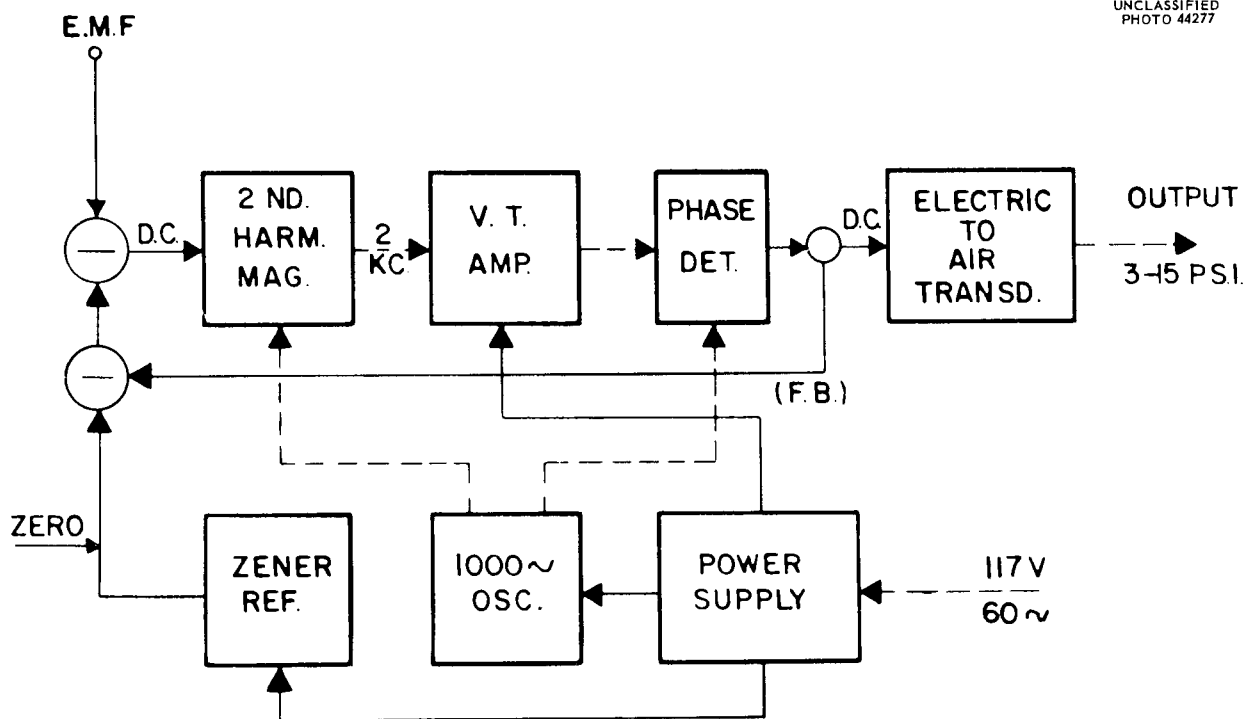 UNCLASSIFIED
PHOTO 44277
E.M.F
—
D.C.
2 ND.
HARM.
MAG.
2
KC.
V. T.
AMP.
PHASE
DET.
D.C.
ELECTRIC
TO
AIR
TRANSD.
OUTPUT
3-15 P.S.I.
—
(F.B.)
ZERO
ZENER
REF.
1000~
OSC.
POWER
SUPPLY
117 V
60~